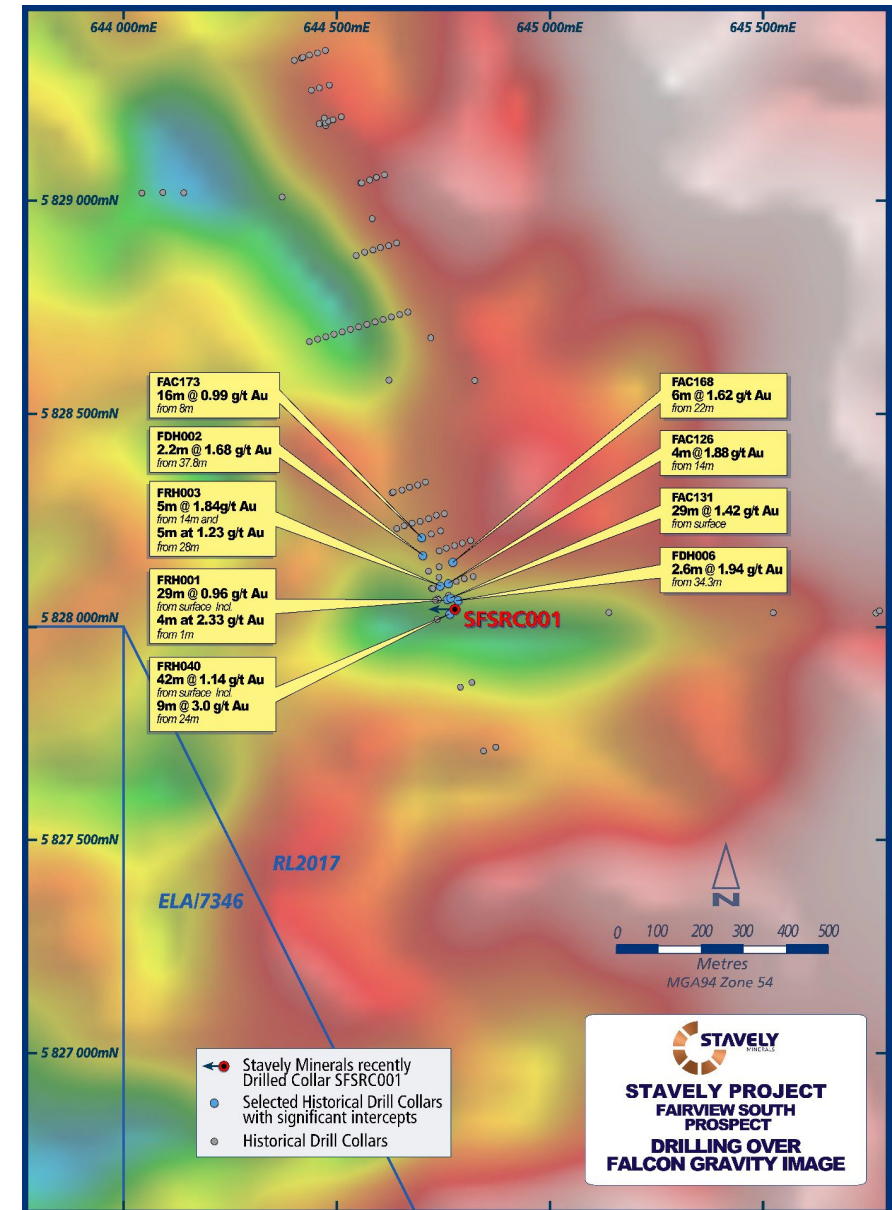 644 000mE
644 500mE
645 000mE
645 500mE
5 829 000mN
5 828 500mN
5 828 000mN
5 827 500mN
5 827 000mN
FAC173
16m @ 0.99 g/t Au
from 8m
FDH002
2.2m @ 1.68 g/t Au
from 37.8m
FRH003
5m @ 1.84g/t Au
from 14m and
5m at 1.23 g/t Au
from 28m
FRH001
29m @ 0.96 g/t Au
from surface Incl.
4m at 2.33 g/t Au
from 1m
FRH040
42m @ 1.14 g/t Au
from surface Incl.
9m @ 3.0 g/t Au
from 24m
FAC168
6m @ 1.62 g/t Au
from 22m
FAC126
4m @ 1.88 g/t Au
from 14m
FAC131
29m @ 1.42 g/t Au
from surface
FDH006
2.6m @ 1.94 g/t Au
from 34.3m
SFSRC001
RL2017
ELA/7346
N
0 100 200 300 400 500
Metres
MGA94 Zone 54
Stavely Minerals recently
Drilled Collar SFSRC001
Selected Historical Drill Collars
with significant intercepts
Historical Drill Collars
STAVELY
MINERALS
STAVELY PROJECT
FAIRVIEW SOUTH
PROSPECT
DRILLING OVER
FALCON GRAVITY IMAGE